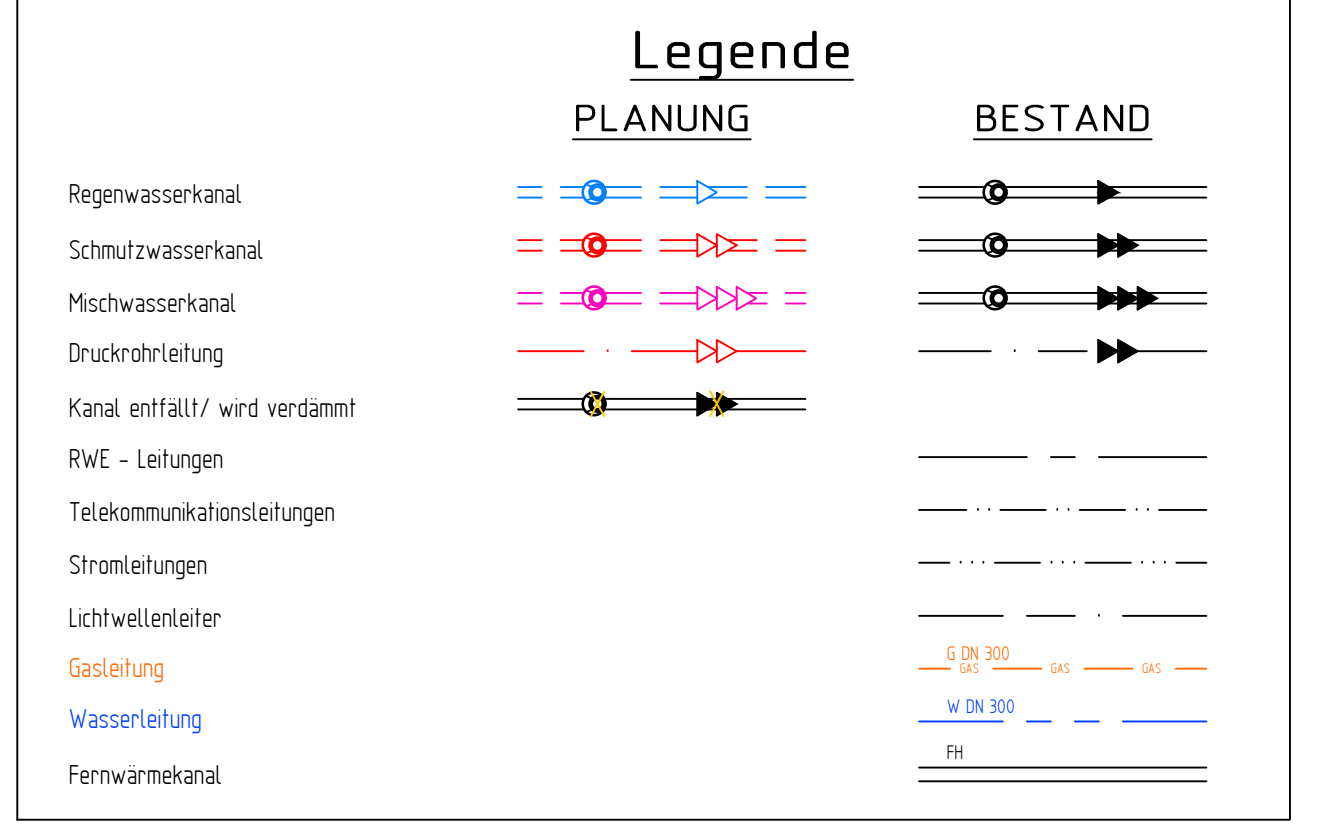 Legende
PLANUNG BESTAND
Regenwasserkanal
Schmutzwasserkanal
Mischwasserkanal
Druckrohrleitung
Kanal entfällt/ wird verdämmt
RWE - Leitungen
Telekommunikationsleitungen
Stromleitungen
Lichtwellenleiter
G DN 300
Gasleitung GAS GAS GAS
W DN 300
Wasserleitung
FH
Fernwärmekanal